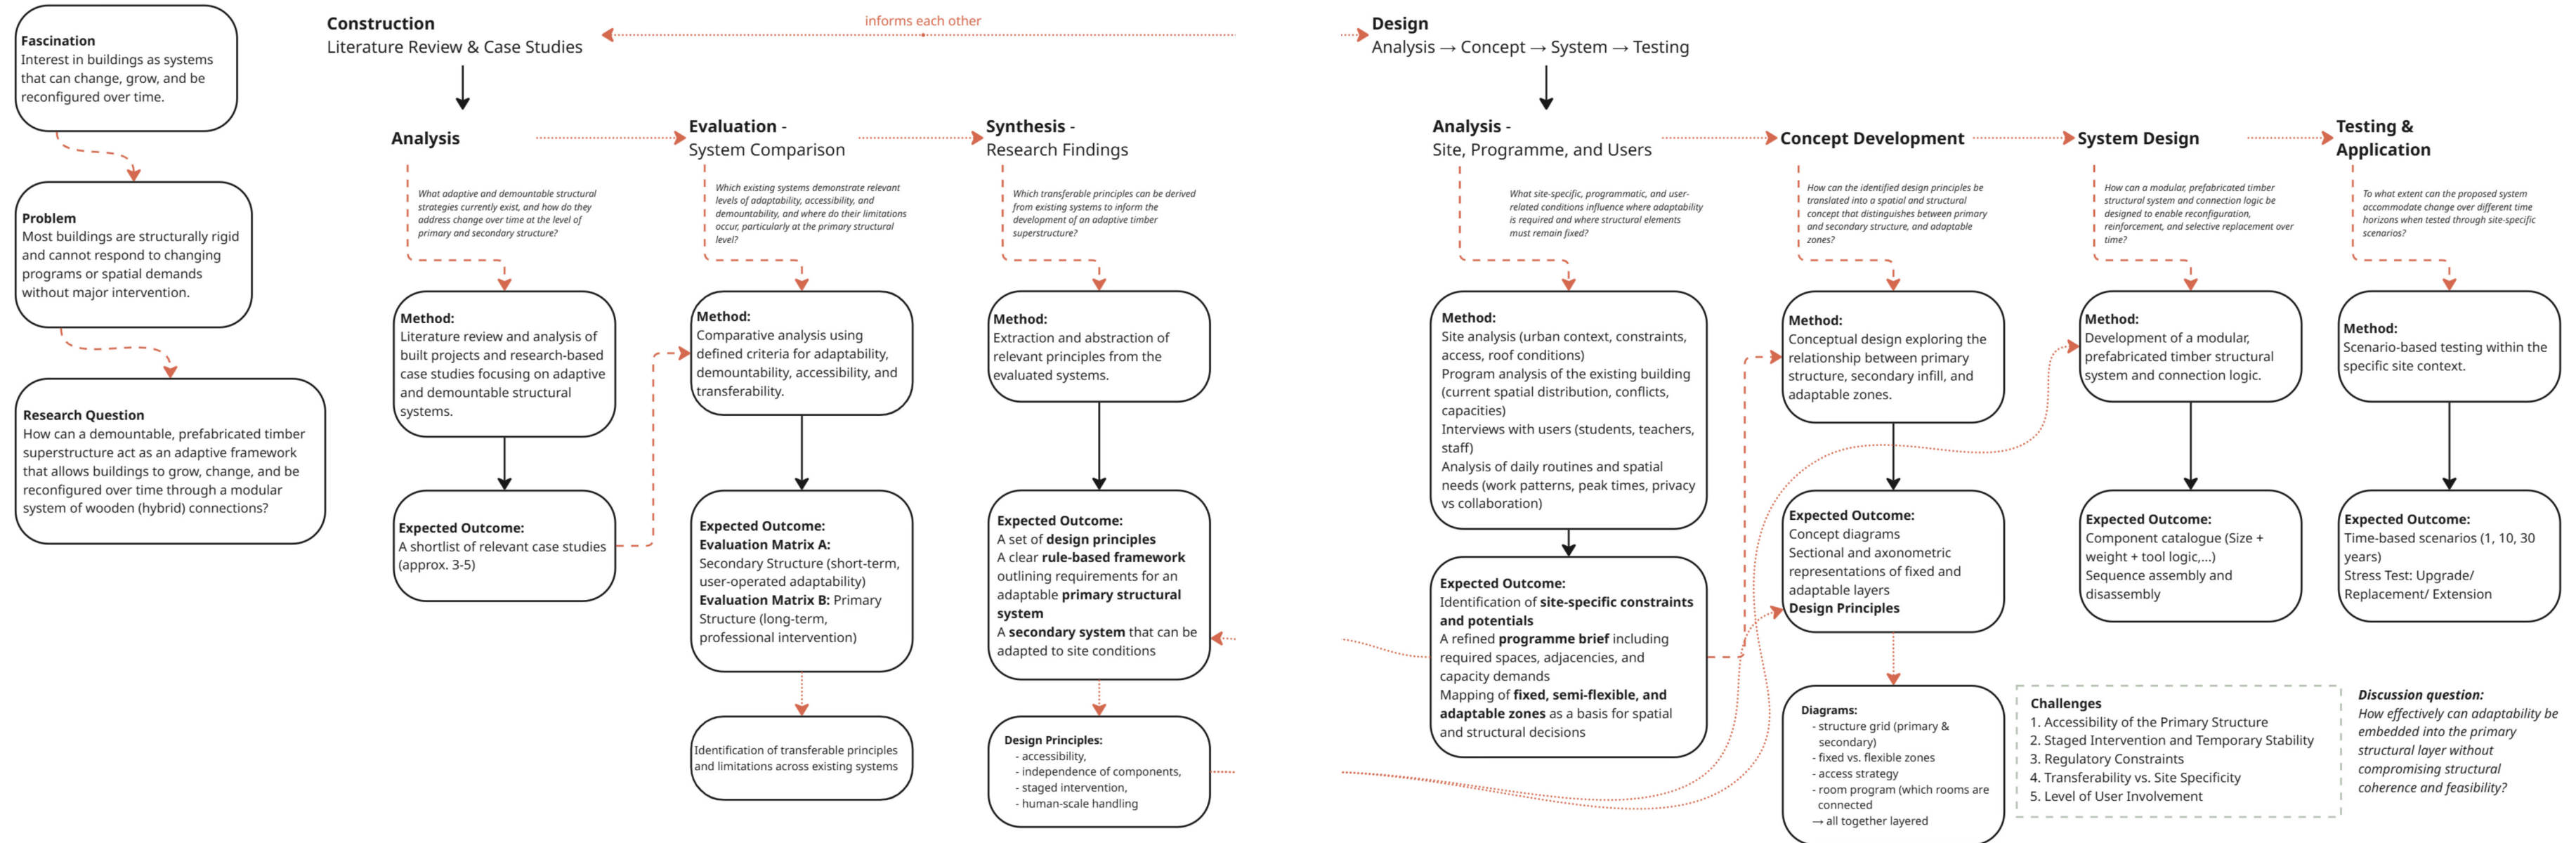 Fascination
Interest in buildings as systems
that can change, grow, and be
reconfigured over time.
Problem
Most buildings are structurally rigid
and cannot respond to changing
programs or spatial demands
without major intervention.
Research Question
How can a demountable, prefabricated timber
superstructure act as an adaptive framework
that allows buildings to grow, change, and be
reconfigured over time through a modular
system of wooden (hybrid) connections?
Construction
Literature Review & Case Studies
informs each other
Analysis
What adaptive and demountable structural
strategies currently exist, and how do they
address change over time at the level of
primary and secondary structure?
Method:
Literature review and analysis of
built projects and research-based
case studies focusing on adaptive
and demountable structural
systems.
Expected Outcome:
A shortlist of relevant case studies
(approx. 3-5)
Evaluation -
System Comparison
Which existing systems demonstrate relevant
levels of adaptability, accessibility, and
demountability, and where do their limitations
occur, particularly at the primary structural
level?
Method:
Comparative analysis using
defined criteria for adaptability,
demountability, accessibility, and
transferability.
Expected Outcome:
Evaluation Matrix A:
Secondary Structure (short-term,
user-operated adaptability)
Evaluation Matrix B: Primary
Structure (long-term,
professional intervention)
Identification of transferable principles
and limitations across existing systems
Synthesis -
Research Findings
Which transferable principles can be derived
from existing systems to inform the
development of an adaptive timber
superstructure?
Method:
Extraction and abstraction of
relevant principles from the
evaluated systems.
Expected Outcome:
A set of design principles
A clear rule-based framework
outlining requirements for an
adaptable primary structural
system
A secondary system that can be
adapted to site conditions
Design Principles:
- accessibility,
- independence of components,
- staged intervention,
- human-scale handling
Design
Analysis → Concept → System → Testing
Analysis -
Site, Programme, and Users
What site-specific, programmatic, and user-
related conditions influence where adaptability
is required and where structural elements
must remain fixed?
Method:
Site analysis (urban context, constraints,
access, roof conditions)
Program analysis of the existing building
(current spatial distribution, conflicts,
capacities)
Interviews with users (students, teachers,
staff)
Analysis of daily routines and spatial
needs (work patterns, peak times, privacy
vs collaboration)
Expected Outcome:
Identification of site-specific constraints
and potentials
A refined programme brief including
required spaces, adjacencies, and
capacity demands
Mapping of fixed, semi-flexible, and
adaptable zones as a basis for spatial
and structural decisions
Concept Development
How can the identified design principles be
translated into a spatial and structural
concept that distinguishes between primary
and secondary structure, and adaptable
zones?
Method:
Conceptual design exploring the
relationship between primary
structure, secondary infill, and
adaptable zones.
Expected Outcome:
Concept diagrams
Sectional and axonometric
representations of fixed and
adaptable layers
Design Principles
Diagrams:
- structure grid (primary &
secondary)
- fixed vs. flexible zones
- access strategy
- room program (which rooms are
connected
→ all together layered
System Design
How can a modular, prefabricated timber
structural system and connection logic be
designed to enable reconfiguration,
reinforcement, and selective replacement over
time?
Method:
Development of a modular,
prefabricated timber structural
system and connection logic.
Expected Outcome:
Component catalogue (Size +
weight + tool logic,...)
Sequence assembly and
disassembly
Testing &
Application
To what extent can the proposed system
accommodate change over different time
horizons when tested through site-specific
scenarios?
Method:
Scenario-based testing within the
specific site context.
Expected Outcome:
Time-based scenarios (1, 10, 30
years)
Stress Test: Upgrade/
Replacement/ Extension
Challenges
1. Accessibility of the Primary Structure
2. Staged Intervention and Temporary Stability
3. Regulatory Constraints
4. Transferability vs. Site Specificity
5. Level of User Involvement
Discussion question:
How effectively can adaptability be
embedded into the primary
structural layer without
compromising structural
coherence and feasibility?